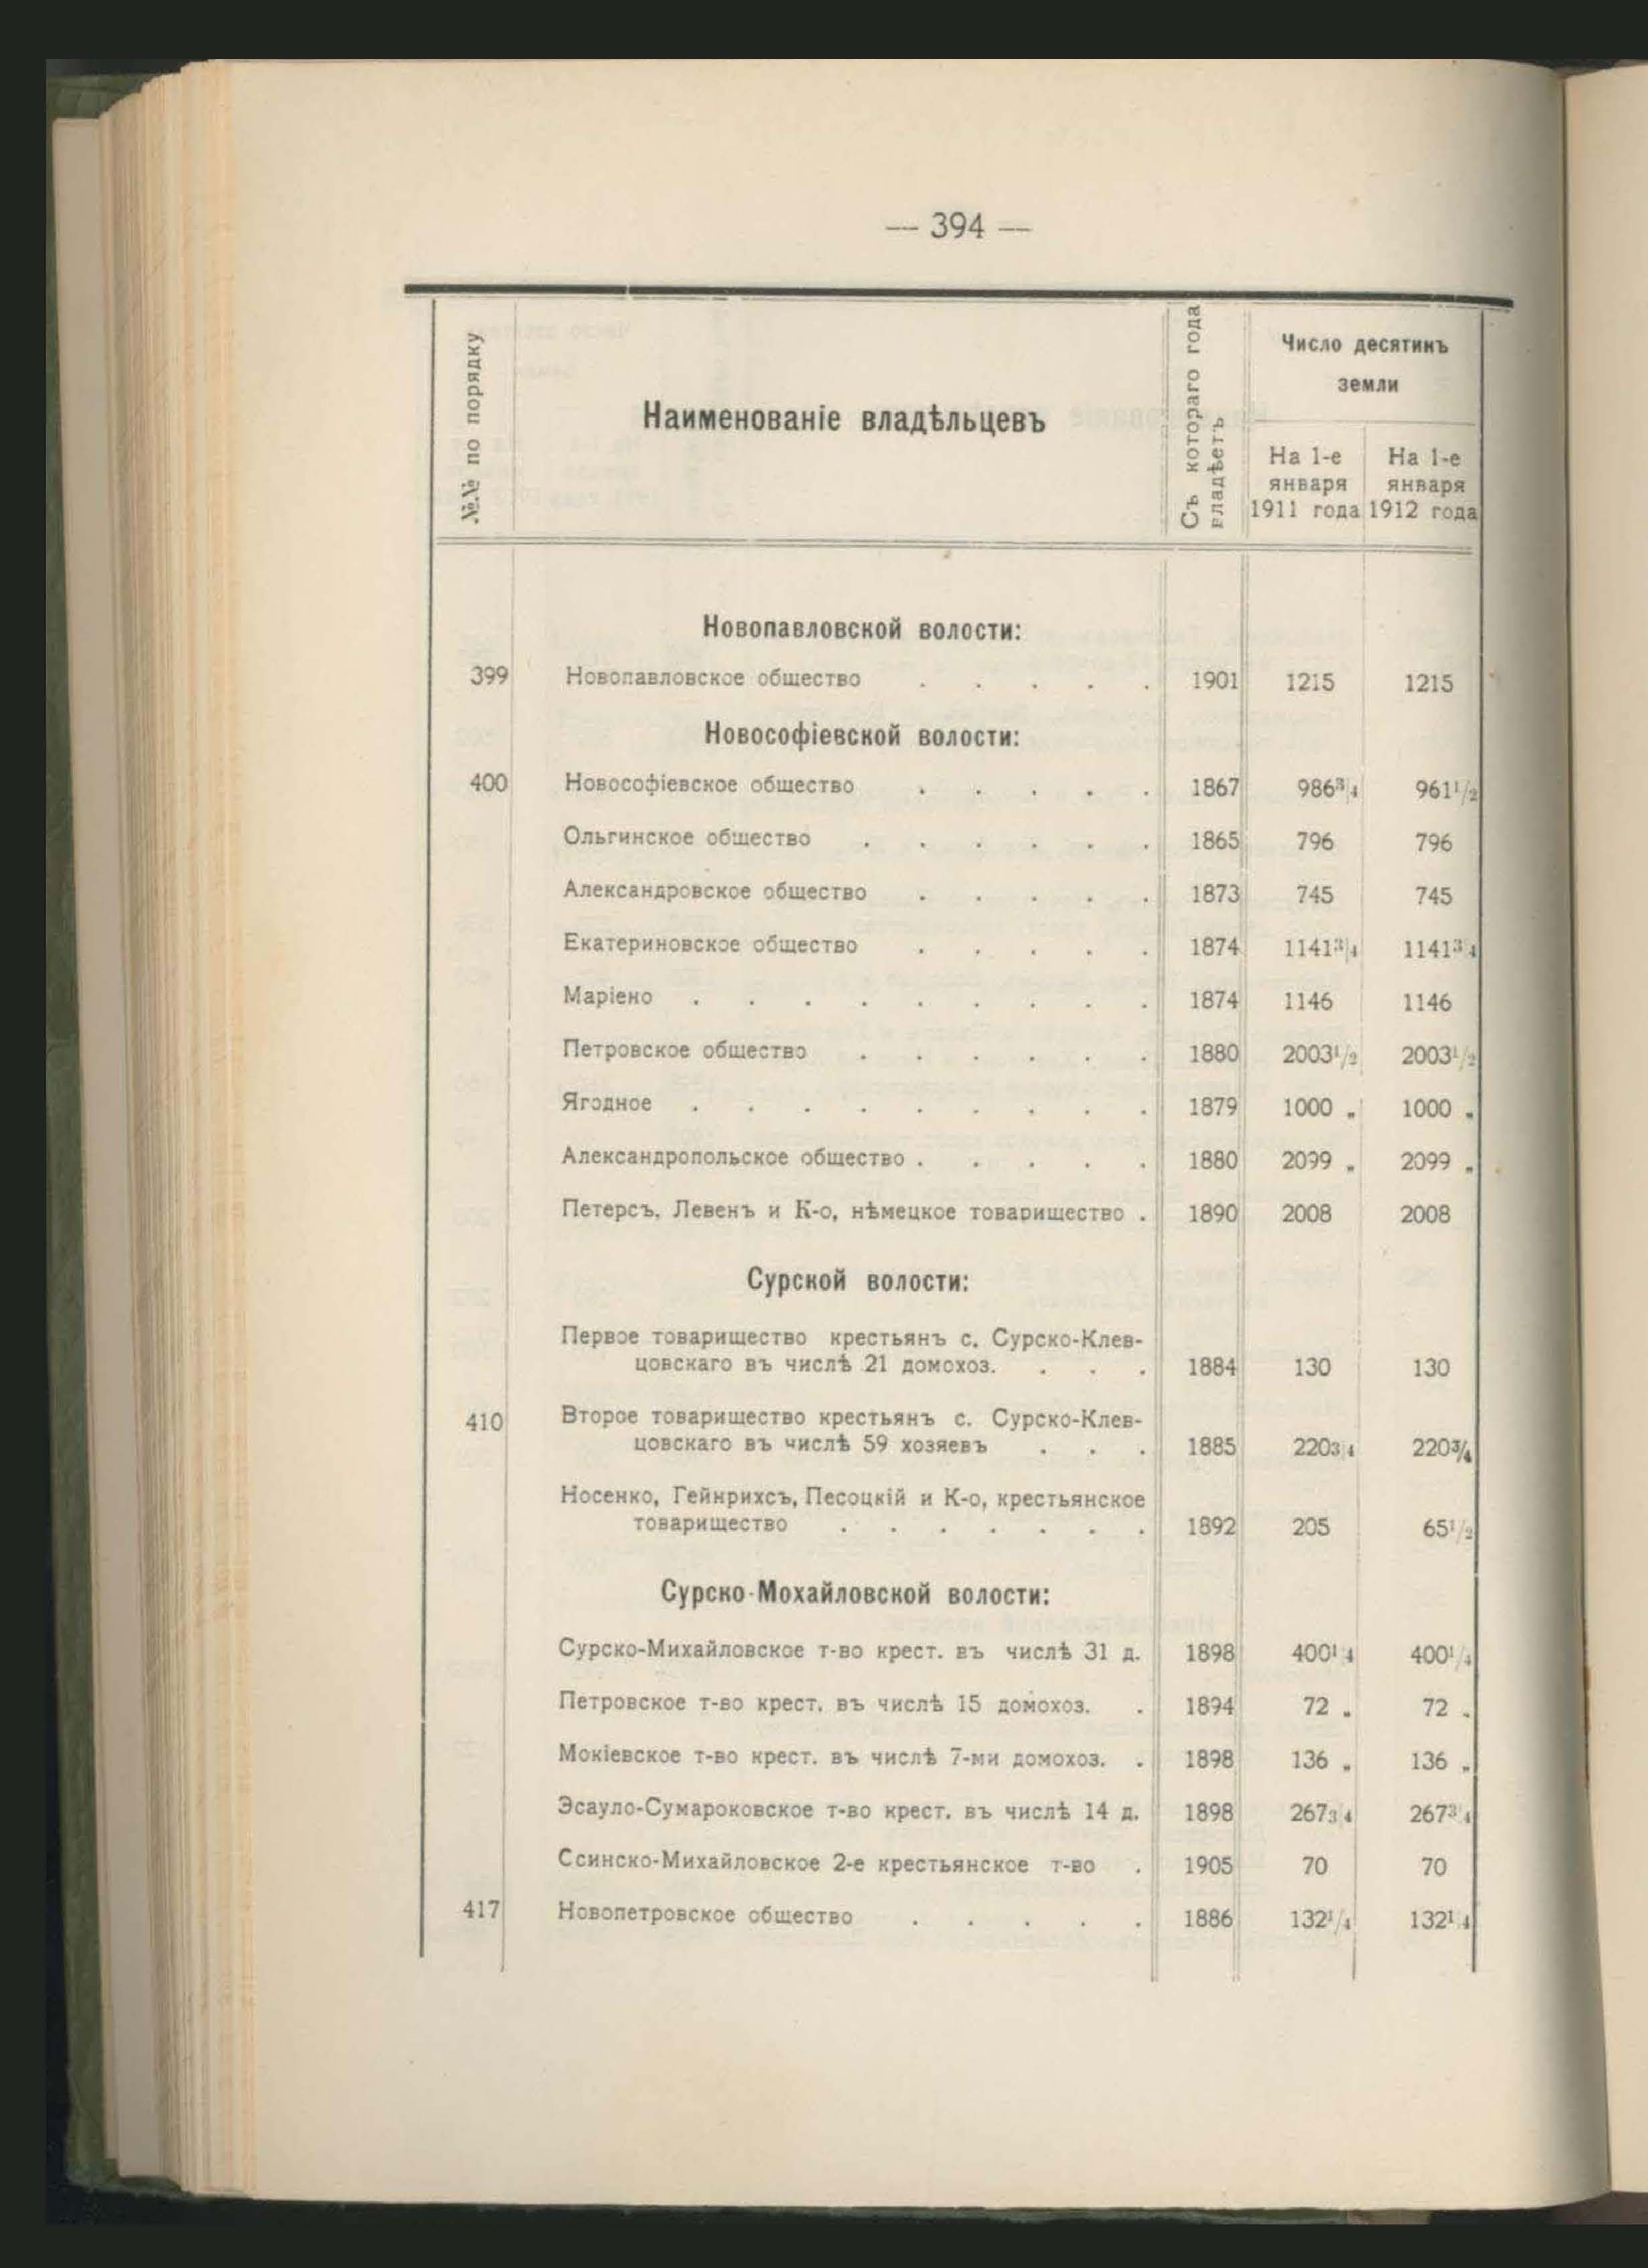 — 394 —
№№ по порядку
Наименованіе владѣльцевъ
Съ котораго года
владѣетъ
Число десятинъ
земли
На 1-е
января
1911 года
На 1-е
января
1912 года
Новопавловской волости:
399 Новопавловское общество . . . . . 1901 1215 1215
Новософіевской волости:
400 Новософіевское общество . . . . . 1867 986³/₄ 961¹/₂
Ольгинское общество . . . . . . 1865 796 796
Александровское общество . . . . . 1873 745 745
Екатериновское общество . . . . . 1874 1141³/₄ 1141³/₄
Маріено . . . . . . . . . 1874 1146 1146
Петровское общество . . . . . . 1880 2003¹/₂ 2003¹/₂
Ягодное . . . . . . . . . 1879 1000 „ 1000 „
Александропольское общество . . . . . 1880 2099 „ 2099 „
Петерсъ, Левенъ и К-о, нѣмецкое товарищество . 1890 2008 2008
Сурской волости:
Первое товарищество крестьянъ с. Сурско-Клев-
цовскаго въ числѣ 21 домохоз. . . . 1884 130 130
410 Второе товарищество крестьянъ с. Сурско-Клев-
цовскаго въ числѣ 59 хозяевъ . . . 1885 220³/₄ 220³/₄
Носенко, Гейнрихсъ, Песоцкій и К-о, крестьянское
товарищество . . . . . . . 1892 205 65¹/₂
Сурско-Мохайловской волости:
Сурско-Михайловское т-во крест. въ числѣ 31 д. 1898 400¹/₄ 400¹/₄
Петровское т-во крест. въ числѣ 15 домохоз. . 1894 72 „ 72 „
Мокіевское т-во крест. въ числѣ 7-ми домохоз. . 1898 136 „ 136 „
Эсауло-Сумароковское т-во крест. въ числѣ 14 д. 1898 267³/₄ 267³/₄
Ссинско-Михайловское 2-е крестьянское т-во . 1905 70 70
417 Новопетровское общество . . . . . 1886 132¹/₄ 132¹/₄